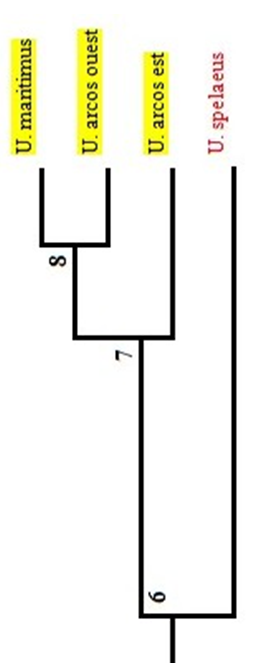 U. maritimus
U. arcos ouest
U. arcos est
U. spelaeus
8
7
6